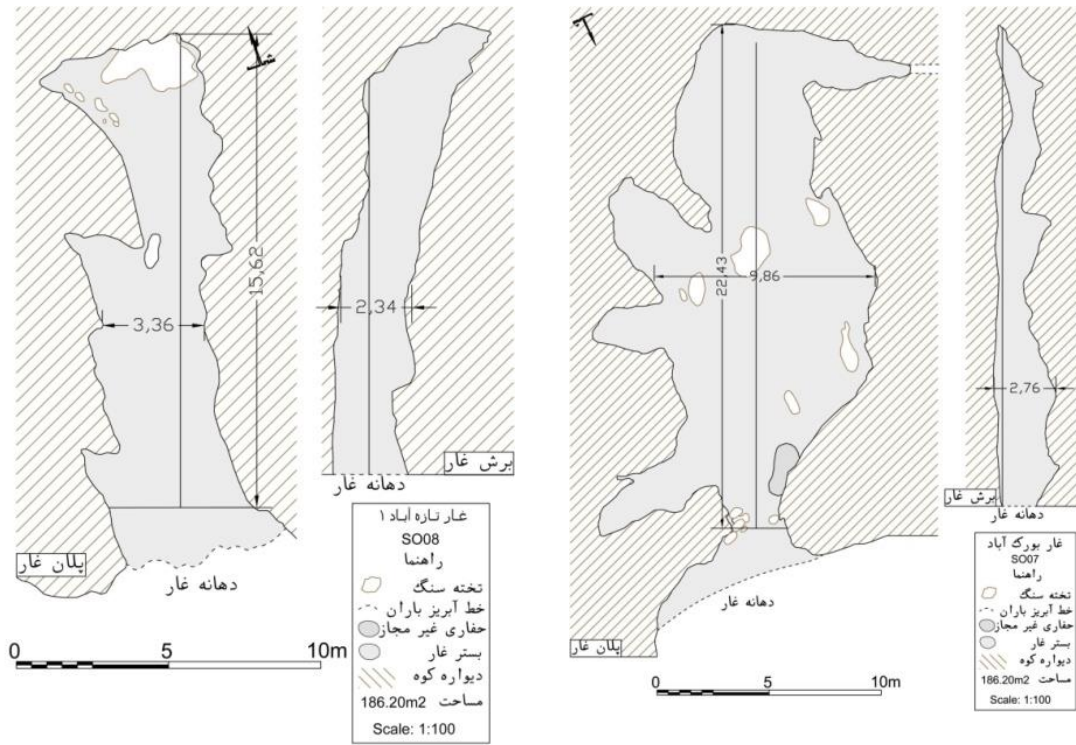 ش
15,62
3,36
2,34
برش غار
دهانه غار
پلان غار
دهانه غار
غار تازه آباد ۱
SO08
راهنما
تخته سنگ
خط آبریز باران
حفاری غیر مجاز
بستر غار
دیواره کوه
مساحت 186.20m2
Scale: 1:100
0 5 10m
22,43
9,86
2,76
برش غار
دهانه غار
دهانه غار
پلان غار
غار بورک آباد
SO07
راهنما
تخته سنگ
خط آبریز باران
حفاری غیر مجاز
بستر غار
دیواره کوه
مساحت 186.20m2
Scale: 1:100
0 5 10m